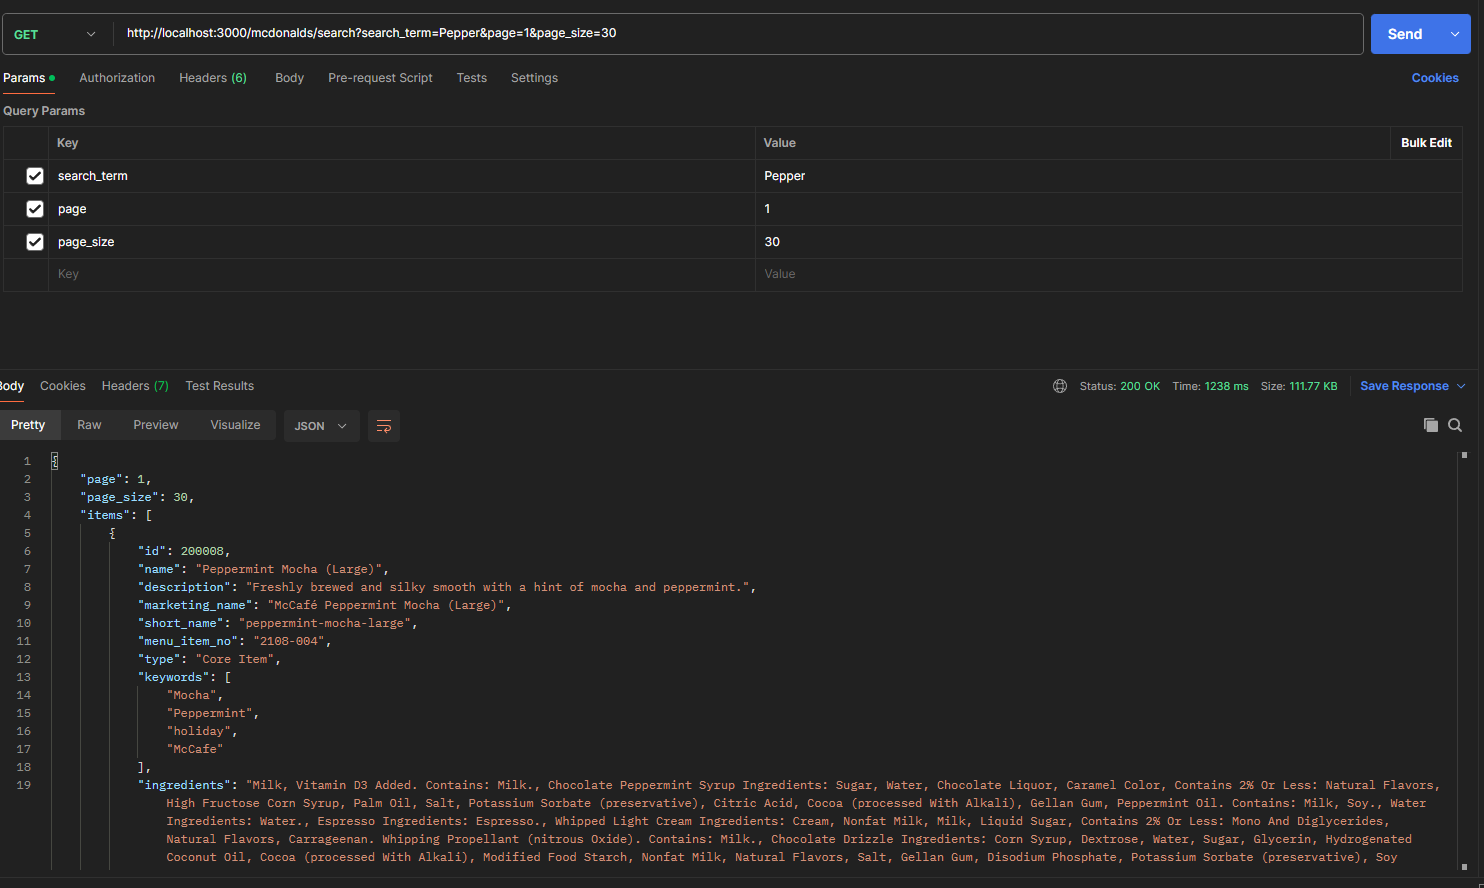 GET http://localhost:3000/mcdonalds/search?search_term=Pepper&page=1&page_size=30 Send
Params Authorization Headers (6) Body Pre-request Script Tests Settings Cookies
Query Params
Key Value Bulk Edit
search_term Pepper
page 1
page_size 30
Key Value
Body Cookies Headers (7) Test Results Status: 200 OK Time: 1238 ms Size: 111.77 KB Save Response
Pretty Raw Preview Visualize JSON
1 {
2 "page": 1,
3 "page_size": 30,
4 "items": [
5 {
6 "id": 200008,
7 "name": "Peppermint Mocha (Large)",
8 "description": "Freshly brewed and silky smooth with a hint of mocha and peppermint.",
9 "marketing_name": "McCafé Peppermint Mocha (Large)",
10 "short_name": "peppermint-mocha-large",
11 "menu_item_no": "2108-004",
12 "type": "Core Item",
13 "keywords": [
14 "Mocha",
15 "Peppermint",
16 "holiday",
17 "McCafe"
18 ],
19 "ingredients": "Milk, Vitamin D3 Added. Contains: Milk., Chocolate Peppermint Syrup Ingredients: Sugar, Water, Chocolate Liquor, Caramel Color, Contains 2% Or Less: Natural Flavors,
High Fructose Corn Syrup, Palm Oil, Salt, Potassium Sorbate (preservative), Citric Acid, Cocoa (processed With Alkali), Gellan Gum, Peppermint Oil. Contains: Milk, Soy., Water
Ingredients: Water., Espresso Ingredients: Espresso., Whipped Light Cream Ingredients: Cream, Nonfat Milk, Milk, Liquid Sugar, Contains 2% Or Less: Mono And Diglycerides,
Natural Flavors, Carrageenan. Whipping Propellant (nitrous Oxide). Contains: Milk., Chocolate Drizzle Ingredients: Corn Syrup, Dextrose, Water, Sugar, Glycerin, Hydrogenated
Coconut Oil, Cocoa (processed With Alkali), Modified Food Starch, Nonfat Milk, Natural Flavors, Salt, Gellan Gum, Disodium Phosphate, Potassium Sorbate (preservative), Soy